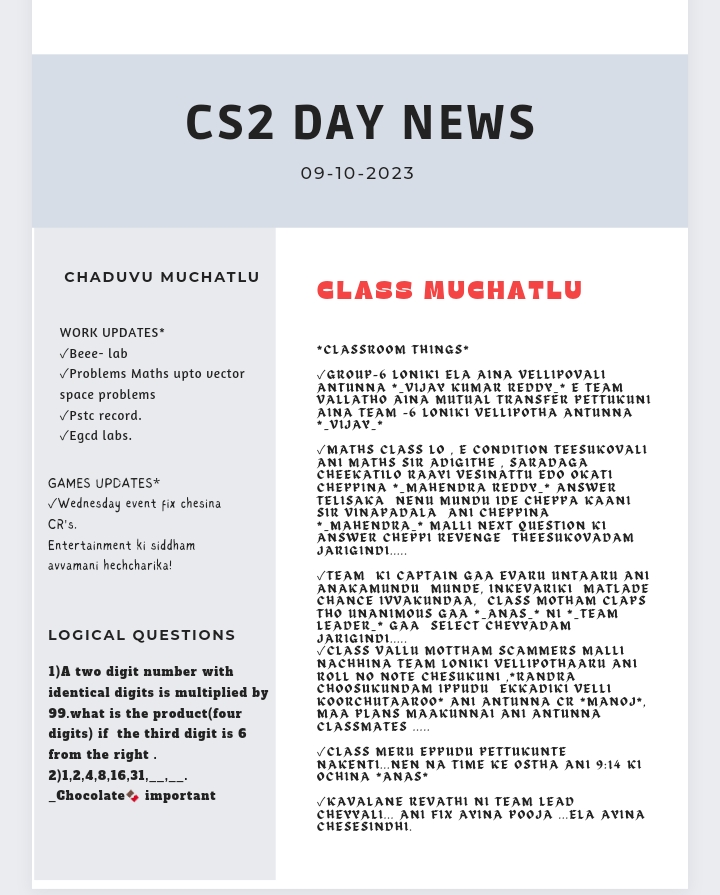 CS2 DAY NEWS
09-10-2023
CHADUVU MUCHATLU
WORK UPDATES*
✓Beee- lab
✓Problems Maths upto vector
space problems
✓Pstc record.
✓Egcd labs.
GAMES UPDATES*
✓Wednesday event fix chesina
CR's.
Entertainment ki siddham
avvamani hechcharika!
LOGICAL QUESTIONS
1)A two digit number with
identical digits is multiplied by
99.what is the product(four
digits) if  the third digit is 6
from the right .
2)1,2,4,8,16,31,__,__.
_Chocolate🍫 important
CLASS MUCHATLU
*CLASSROOM THINGS*
✓GROUP-6 LONIKI ELA AINA VELLIPOVALI
ANTUNNA *_VIJAY KUMAR REDDY_* E TEAM
VALLATHO AINA MUTUAL TRANSFER PETTUKUNI
AINA TEAM -6 LONIKI VELLIPOTHA ANTUNNA
*_VIJAY_*
✓MATHS CLASS LO , E CONDITION TEESUKOVALI
ANI MATHS SIR ADIGITHE , SARADAGA
CHEEKATILO RAAYI VESINATTU EDO OKATI
CHEPPINA *_MAHENDRA REDDY_* ANSWER
TELISAKA  NENU MUNDU IDE CHEPPA KAANI
SIR VINAPADALA  ANI CHEPPINA
*_MAHENDRA_* MALLI NEXT QUESTION KI
ANSWER CHEPPI REVENGE  THEESUKOVADAM
JARIGINDI.....
✓TEAM  KI CAPTAIN GAA EVARU UNTAARU ANI
ANAKAMUNDU  MUNDE, INKEVARIKI  MATLADE
CHANCE IVVAKUNDAA,  CLASS MOTHAM CLAPS
THO UNANIMOUS GAA *_ANAS_* NI *_TEAM
LEADER_* GAA  SELECT CHEYYADAM
JARIGINDI.....
✓CLASS VALLU MOTTHAM SCAMMERS MALLI
NACHHINA TEAM LONIKI VELLIPOTHAARU ANI
ROLL NO NOTE CHESUKUNI ,*RANDRA
CHOOSUKUNDAM IPPUDU  EKKADIKI VELLI
KOORCHUTAAROO* ANI ANTUNNA CR *MANOJ*,
MAA PLANS MAAKUNNAI ANI ANTUNNA
CLASSMATES .....
✓CLASS MERU EPPUDU PETTUKUNTE
NAKENTI...NEN NA TIME KE OSTHA ANI 9:14 KI
OCHINA *ANAS*
✓KAVALANE REVATHI NI TEAM LEAD
CHEYYALI... ANI FIX AYINA POOJA ...ELA AYINA
CHESESINDHI.